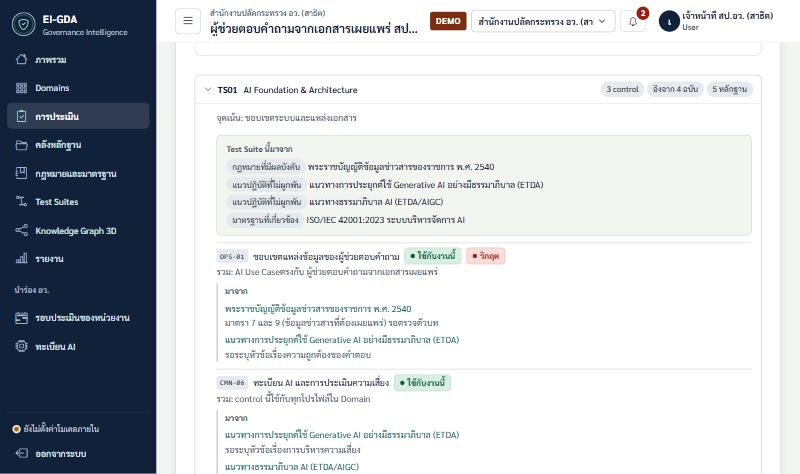 EI-GDA
Governance Intelligence
ภาพรวม
Domains
การประเมิน
คลังหลักฐาน
กฎหมายและมาตรฐาน
Test Suites
Knowledge Graph 3D
รายงาน
นำร่อง อว.
รอบประเมินของหน่วยงาน
ทะเบียน AI
ยังไม่ตั้งค่าโมเดลภายใน
ออกจากระบบ
สำนักงานปลัดกระทรวง อว. (สาธิต)
ผู้ช่วยตอบคำถามจากเอกสารเผยแพร่ สป...
DEMO
สำนักงานปลัดกระทรวง อว. (สา
2
เ
เจ้าหน้าที่ สป.อว. (สาธิต)
User
TS01 AI Foundation & Architecture
3 control
อิงจาก 4 ฉบับ
5 หลักฐาน
จุดเน้น: ขอบเขตระบบและแหล่งเอกสาร
Test Suite นี้มาจาก
กฎหมายที่มีผลบังคับ พระราชบัญญัติข้อมูลข่าวสารของราชการ พ.ศ. 2540
แนวปฏิบัติที่ไม่ผูกพัน แนวทางการประยุกต์ใช้ Generative AI อย่างมีธรรมาภิบาล (ETDA)
แนวปฏิบัติที่ไม่ผูกพัน แนวทางธรรมาภิบาล AI (ETDA/AIGC)
มาตรฐานที่เกี่ยวข้อง ISO/IEC 42001:2023 ระบบบริหารจัดการ AI
OPS-01 ขอบเขตแหล่งข้อมูลของผู้ช่วยตอบคำถาม ใช้กับงานนี้ วิกฤต
รวม: AI Use Caseตรงกับ ผู้ช่วยตอบคำถามจากเอกสารเผยแพร่
มาจาก
พระราชบัญญัติข้อมูลข่าวสารของราชการ พ.ศ. 2540
มาตรา 7 และ 9 (ข้อมูลข่าวสารที่ต้องเผยแพร่) รอตรวจตัวบท
แนวทางการประยุกต์ใช้ Generative AI อย่างมีธรรมาภิบาล (ETDA)
รอระบุหัวข้อเรื่องความถูกต้องของคำตอบ
CMN-06 ทะเบียน AI และการประเมินความเสี่ยง ใช้กับงานนี้
รวม: control นี้ใช้กับทุกโปรไฟล์ใน Domain
มาจาก
แนวทางการประยุกต์ใช้ Generative AI อย่างมีธรรมาภิบาล (ETDA)
รอระบุหัวข้อเรื่องการบริหารความเสี่ยง
แนวทางธรรมาภิบาล AI (ETDA/AIGC)